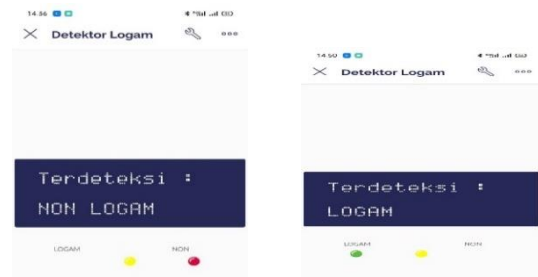 14.36
Detektor Logam
Terdeteksi :
NON LOGAM
LOGAM NON
14.50
Detektor Logam
Terdeteksi :
LOGAM
LOGAM NON